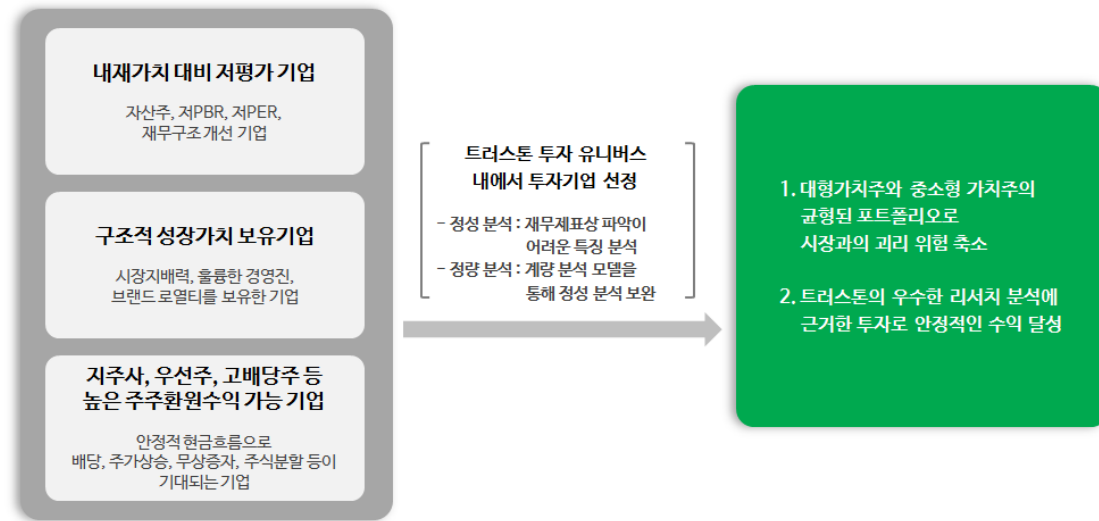 내재가치 대비 저평가 기업
자산주, 저PBR, 저PER,
재무구조 개선 기업
구조적 성장가치 보유기업
시장지배력, 훌륭한 경영진,
브랜드 로열티를 보유한 기업
지주사, 우선주, 고배당주 등
높은 주주환원수익 가능 기업
안정적 현금흐름으로
배당, 주가상승, 무상증자, 주식분할 등이
기대되는 기업
트러스톤 투자 유니버스
내에서 투자기업 선정
- 정성 분석 : 재무제표상 파악이
어려운 특징 분석
- 정량 분석 : 계량 분석 모델을
통해 정성 분석 보완
1. 대형가치주와 중소형 가치주의
균형된 포트폴리오로
시장과의 괴리 위험 축소
2. 트러스톤의 우수한 리서치 분석에
근거한 투자로 안정적인 수익 달성